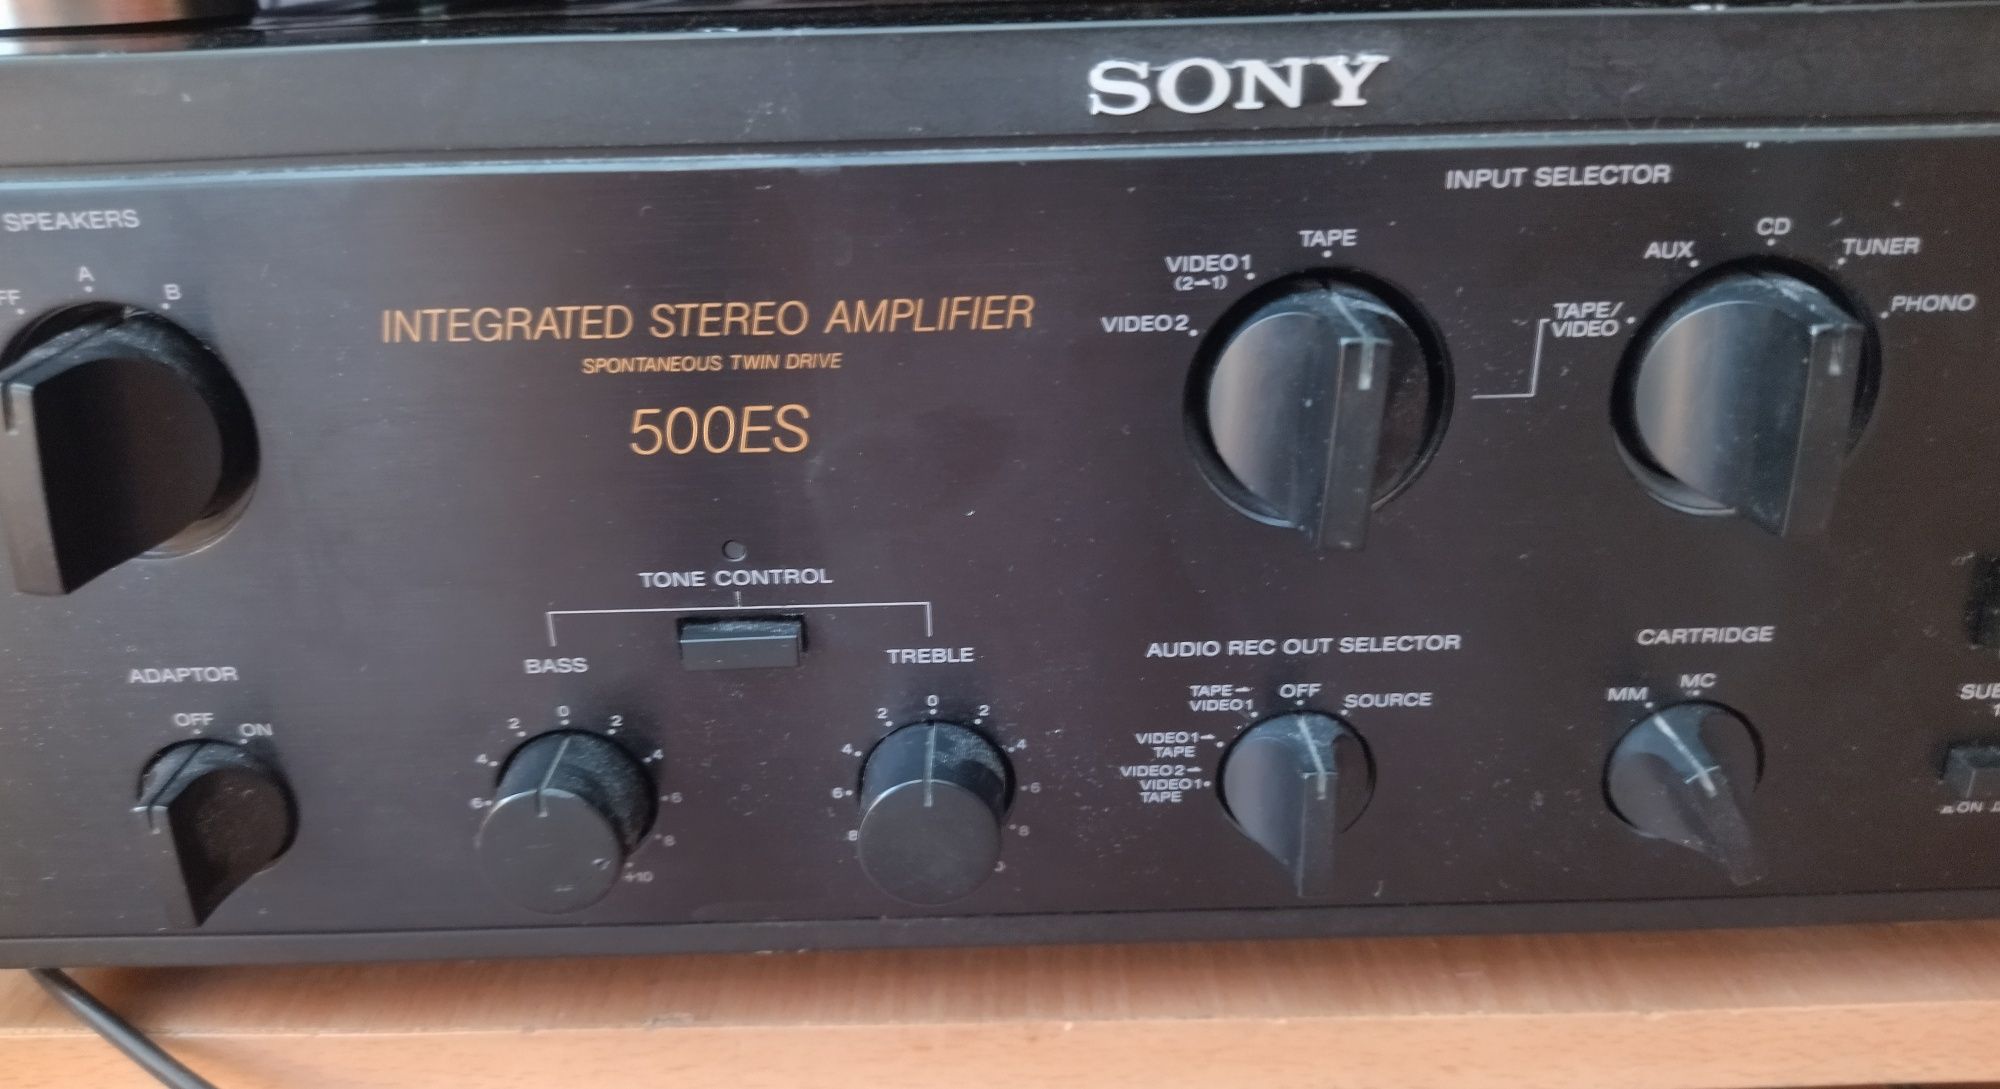 SONY
INPUT SELECTOR
SPEAKERS
A
B
TAPE
VIDEO1
(2→1)
VIDEO2
CD
AUX
TUNER
TAPE/
VIDEO
PHONO
INTEGRATED STEREO AMPLIFIER
SPONTANEOUS TWIN DRIVE
500ES
TONE CONTROL
BASS
TREBLE
ADAPTOR
OFF
ON
4 2 0 2 4
6 6
8
+10
4 2 0 2 4
6 6
8 8
AUDIO REC OUT SELECTOR
TAPE→
VIDEO1
OFF
SOURCE
VIDEO1→
TAPE
VIDEO2→
VIDEO1·
TAPE
CARTRIDGE
MM
MC
ON